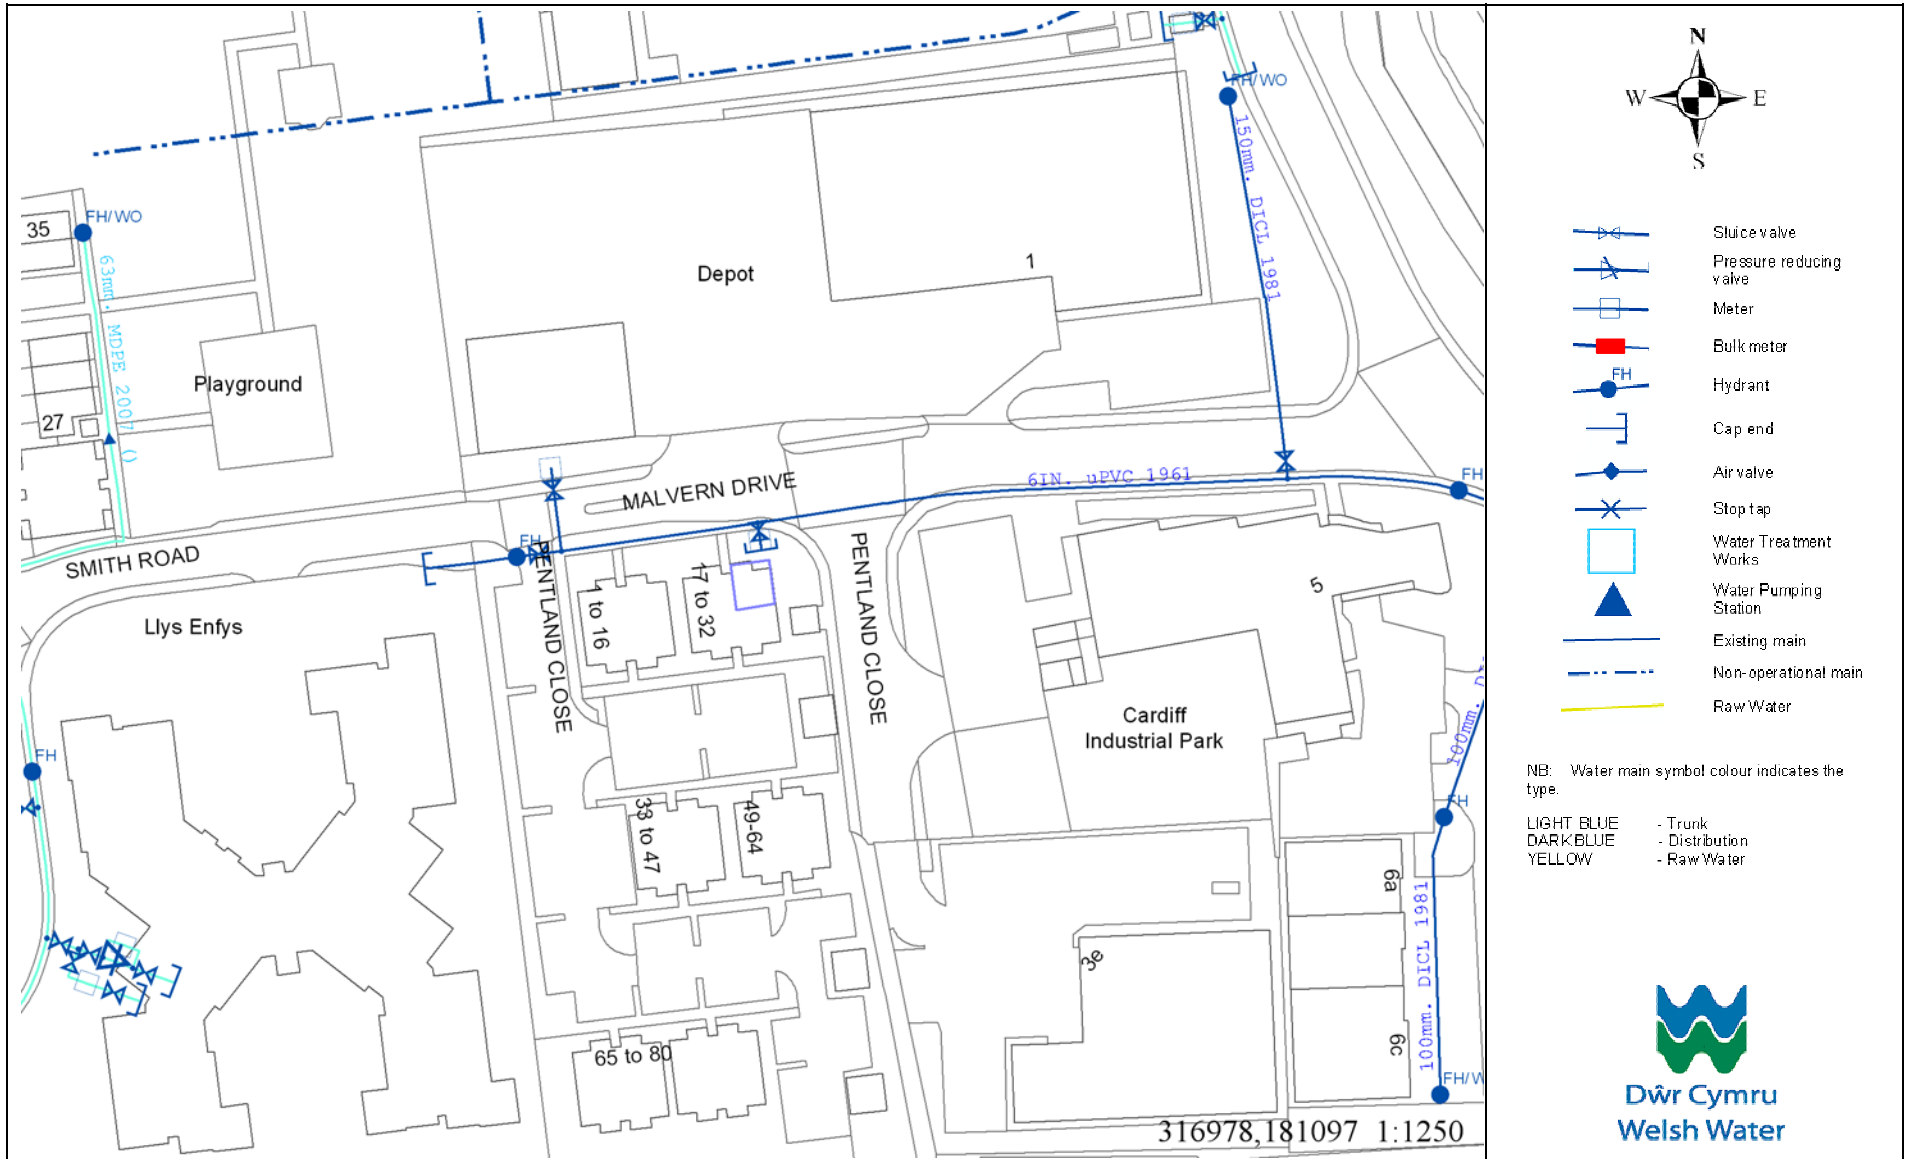 FH/WO
150mm. DICL 1981
35
FH/WO
63mm. MDPE 2007 ()
Depot
1
Playground
27
MALVERN DRIVE
6IN. uPVC 1961
FH
SMITH ROAD
FH
PENTLAND CLOSE
1 to 16
17 to 32
PENTLAND CLOSE
5
Llys Enfys
Cardiff
Industrial Park
100mm.
FH
FH
33 to 47
49-64
6a
100mm. DICL 1981
3e
6c
65 to 80
FH/W
316978,181097 1:1250
N
W E
S
Sluice valve
Pressure reducing
valve
Meter
Bulk meter
FH
Hydrant
Cap end
Air valve
Stop tap
Water Treatment
Works
Water Pumping
Station
Existing main
Non-operational main
Raw Water
NB: Water main symbol colour indicates the
type.
LIGHT BLUE - Trunk
DARK BLUE - Distribution
YELLOW - Raw Water
Dŵr Cymru
Welsh Water